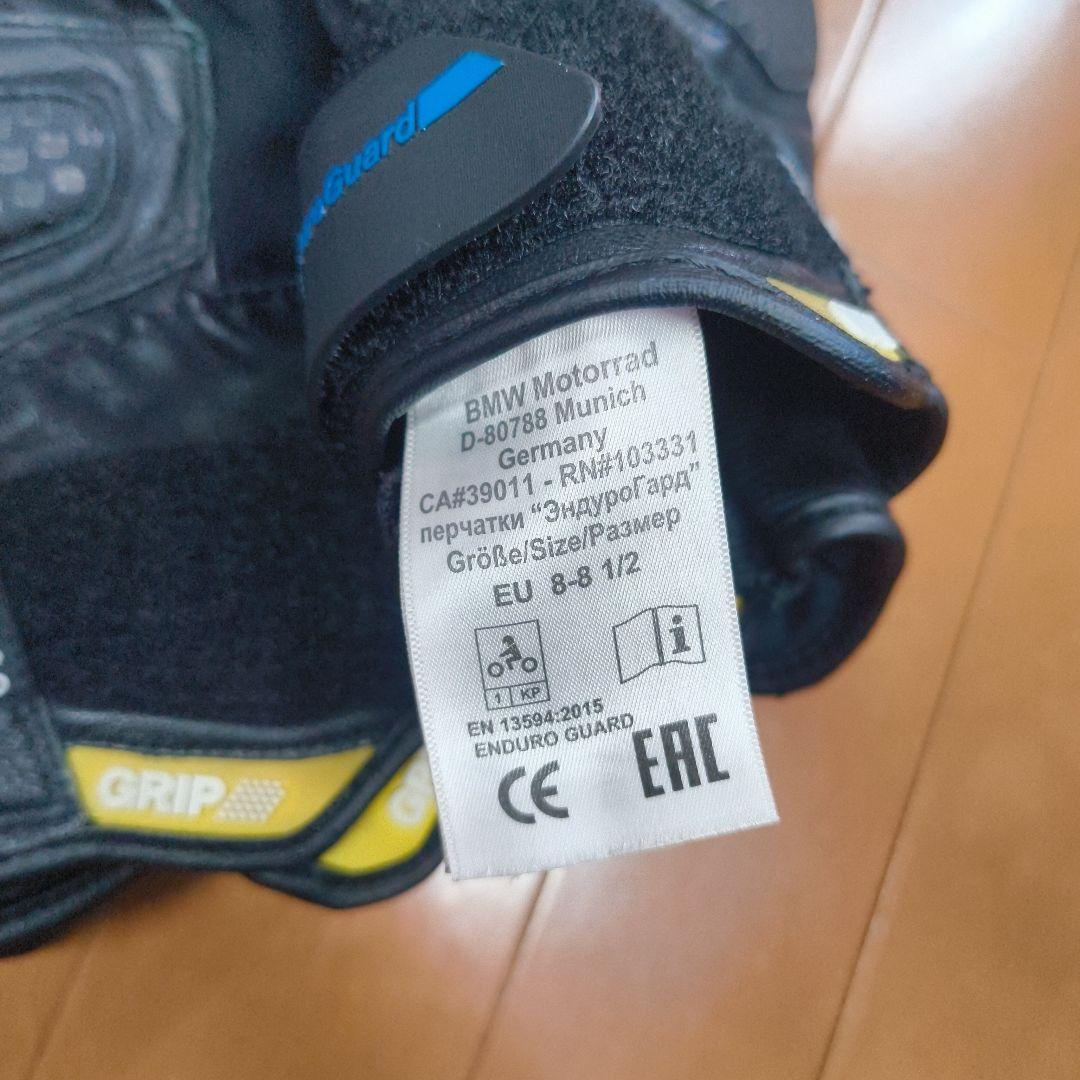 Guard
BMW Motorrad
D-80788 Munich
Germany
CA#39011 - RN#103331
перчатки “ЭндуроГард”
Größe/Size/Размер
EU 8-8 1/2
i
1 KP
EN 13594:2015
ENDURO GUARD
CE EAC
GRIP